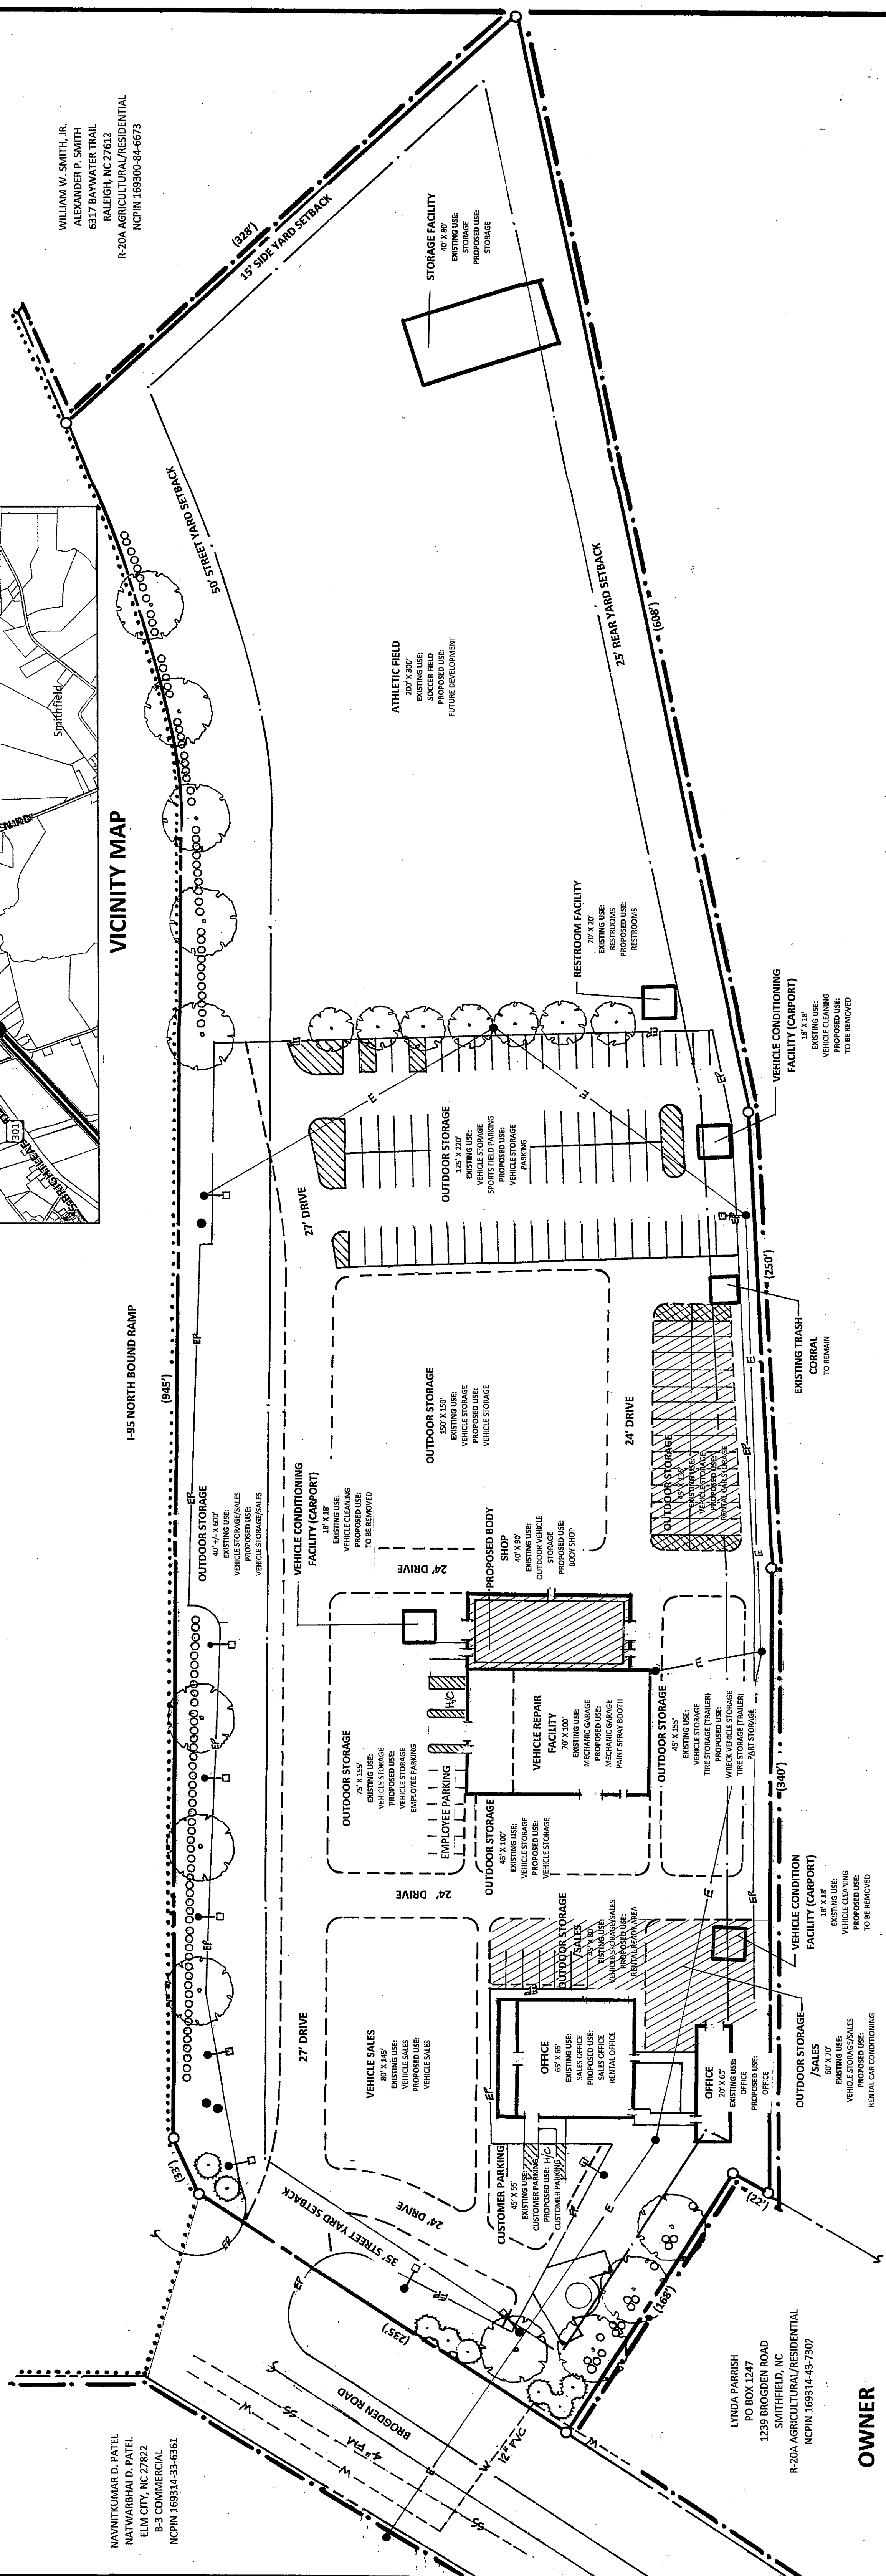 WILLIAM W. SMITH, JR.
ALEXANDER P. SMITH
6317 BAYWATER TRAIL
RALEIGH, NC 27612
R-20A AGRICULTURAL/RESIDENTIAL
NCPIN 169300-84-6673
(328')
15' SIDE YARD SETBACK
STORAGE FACILITY
40' X 80'
EXISTING USE:
STORAGE
PROPOSED USE:
STORAGE
50' STREET YARD SETBACK
Smithfield
VICINITY MAP
301
25' REAR YARD SETBACK
(608')
ATHLETIC FIELD
200' X 300'
EXISTING USE:
SOCCER FIELD
PROPOSED USE:
FUTURE DEVELOPMENT
RESTROOM FACILITY
20' X 20'
EXISTING USE:
RESTROOMS
PROPOSED USE:
RESTROOMS
VEHICLE CONDITIONING
FACILITY (CARPORT)
18' X 18'
EXISTING USE:
VEHICLE CLEANING
PROPOSED USE:
TO BE REMOVED
OUTDOOR STORAGE
125' X 220'
EXISTING USE:
VEHICLE STORAGE
SPORTS FIELD PARKING
PROPOSED USE:
VEHICLE STORAGE
PARKING
27' DRIVE
(250')
EXISTING TRASH
CORRAL
TO REMAIN
I-95 NORTH BOUND RAMP
(945')
OUTDOOR STORAGE
150' X 150'
EXISTING USE:
VEHICLE STORAGE
PROPOSED USE:
VEHICLE STORAGE
24' DRIVE
OUTDOOR STORAGE
EXISTING USE:
VEHICLE STORAGE
PROPOSED USE:
RENTAL CAR STORAGE
OUTDOOR STORAGE
40' +/- X 600'
EXISTING USE:
VEHICLE STORAGE/SALES
PROPOSED USE:
VEHICLE STORAGE/SALES
VEHICLE CONDITIONING
FACILITY (CARPORT)
18' X 18'
EXISTING USE:
VEHICLE CLEANING
PROPOSED USE:
TO BE REMOVED
24' DRIVE
PROPOSED BODY
SHOP
40' X 90'
EXISTING USE:
OUTDOOR VEHICLE
STORAGE
PROPOSED USE:
BODY SHOP
H/C
OUTDOOR STORAGE
75' X 155'
EXISTING USE:
VEHICLE STORAGE
PROPOSED USE:
VEHICLE STORAGE
EMPLOYEE PARKING
EMPLOYEE PARKING
VEHICLE REPAIR
FACILITY
70' X 100'
EXISTING USE:
MECHANIC GARAGE
PROPOSED USE:
MECHANIC GARAGE
PAINT SPRAY BOOTH
OUTDOOR STORAGE
45' X 155'
EXISTING USE:
VEHICLE STORAGE
TIRE STORAGE (TRAILER)
PROPOSED USE:
WRECK VEHICLE STORAGE
TIRE STORAGE (TRAILER)
PART STORAGE
(340')
OUTDOOR STORAGE
45' X 100'
EXISTING USE:
VEHICLE STORAGE
PROPOSED USE:
VEHICLE STORAGE
24' DRIVE
OUTDOOR STORAGE
/SALES
45' X 80'
EXISTING USE:
VEHICLE STORAGE/SALES
PROPOSED USE:
RENTAL READY AREA
VEHICLE CONDITION
FACILITY (CARPORT)
18' X 18'
EXISTING USE:
VEHICLE CLEANING
PROPOSED USE:
TO BE REMOVED
27' DRIVE
VEHICLE SALES
80' X 145'
EXISTING USE:
VEHICLE SALES
PROPOSED USE:
VEHICLE SALES
OFFICE
65' X 65'
EXISTING USE:
SALES OFFICE
PROPOSED USE:
SALES OFFICE
RENTAL OFFICE
OFFICE
20' X 65'
EXISTING USE:
OFFICE
PROPOSED USE:
OFFICE
OUTDOOR STORAGE
/SALES
60' X 70'
EXISTING USE:
VEHICLE STORAGE/SALES
PROPOSED USE:
RENTAL CAR CONDITIONING
(33')
35' STREET YARD SETBACK
24' DRIVE
CUSTOMER PARKING
45' X 55'
EXISTING USE:
CUSTOMER PARKING
PROPOSED USE:
CUSTOMER PARKING
H/C
(22')
(168')
(235')
BROGDEN ROAD
4" FM
12" PVC
W
SS
E
EP
NAVNITKUMAR D. PATEL
NATWARBHAI D. PATEL
ELM CITY, NC 27822
B-3 COMMERCIAL
NCPIN 169314-33-6361
LYNDA PARRISH
PO BOX 1247
1239 BROGDEN ROAD
SMITHFIELD, NC
R-20A AGRICULTURAL/RESIDENTIAL
NCPIN 169314-43-7302
OWNER